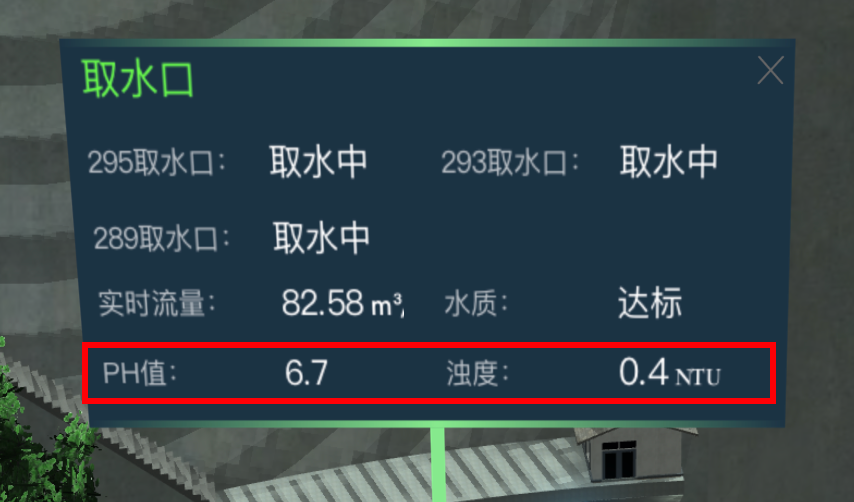 取水口
295取水口： 取水中 293取水口： 取水中
289取水口： 取水中
实时流量： 82.58 m³/ 水质： 达标
PH值： 6.7 浊度： 0.4 NTU